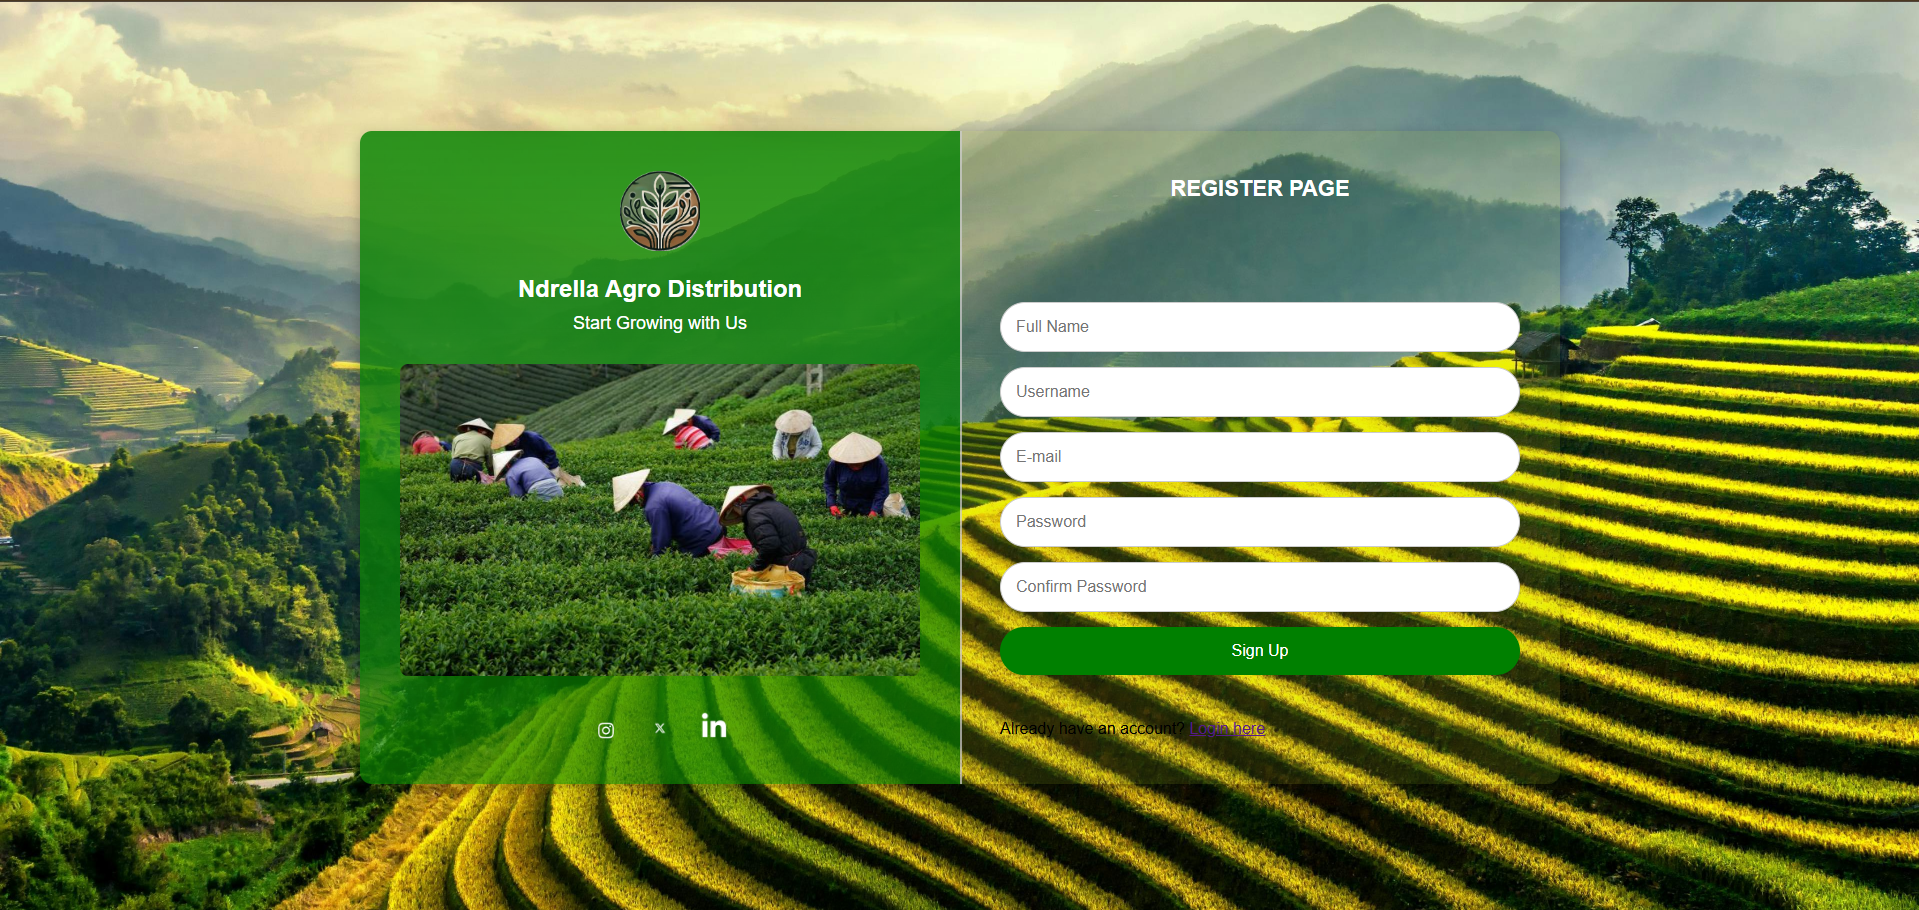 Ndrella Agro Distribution
Start Growing with Us
REGISTER PAGE
Full Name
Username
E-mail
Password
Confirm Password
Sign Up
Already have an account? Login here